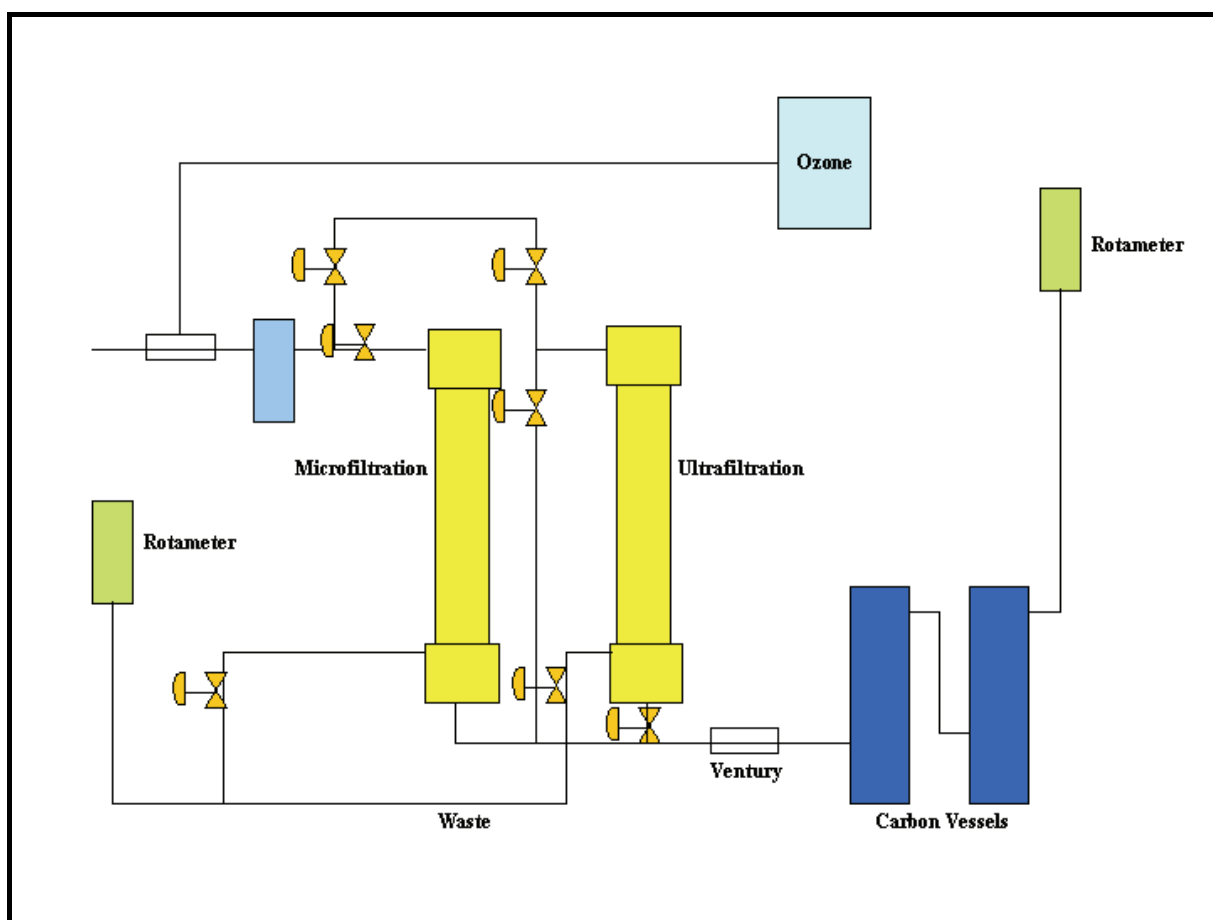 Ozone
Rotameter
Microfiltration
Ultrafiltration
Rotameter
Ventury
Waste
Carbon Vessels